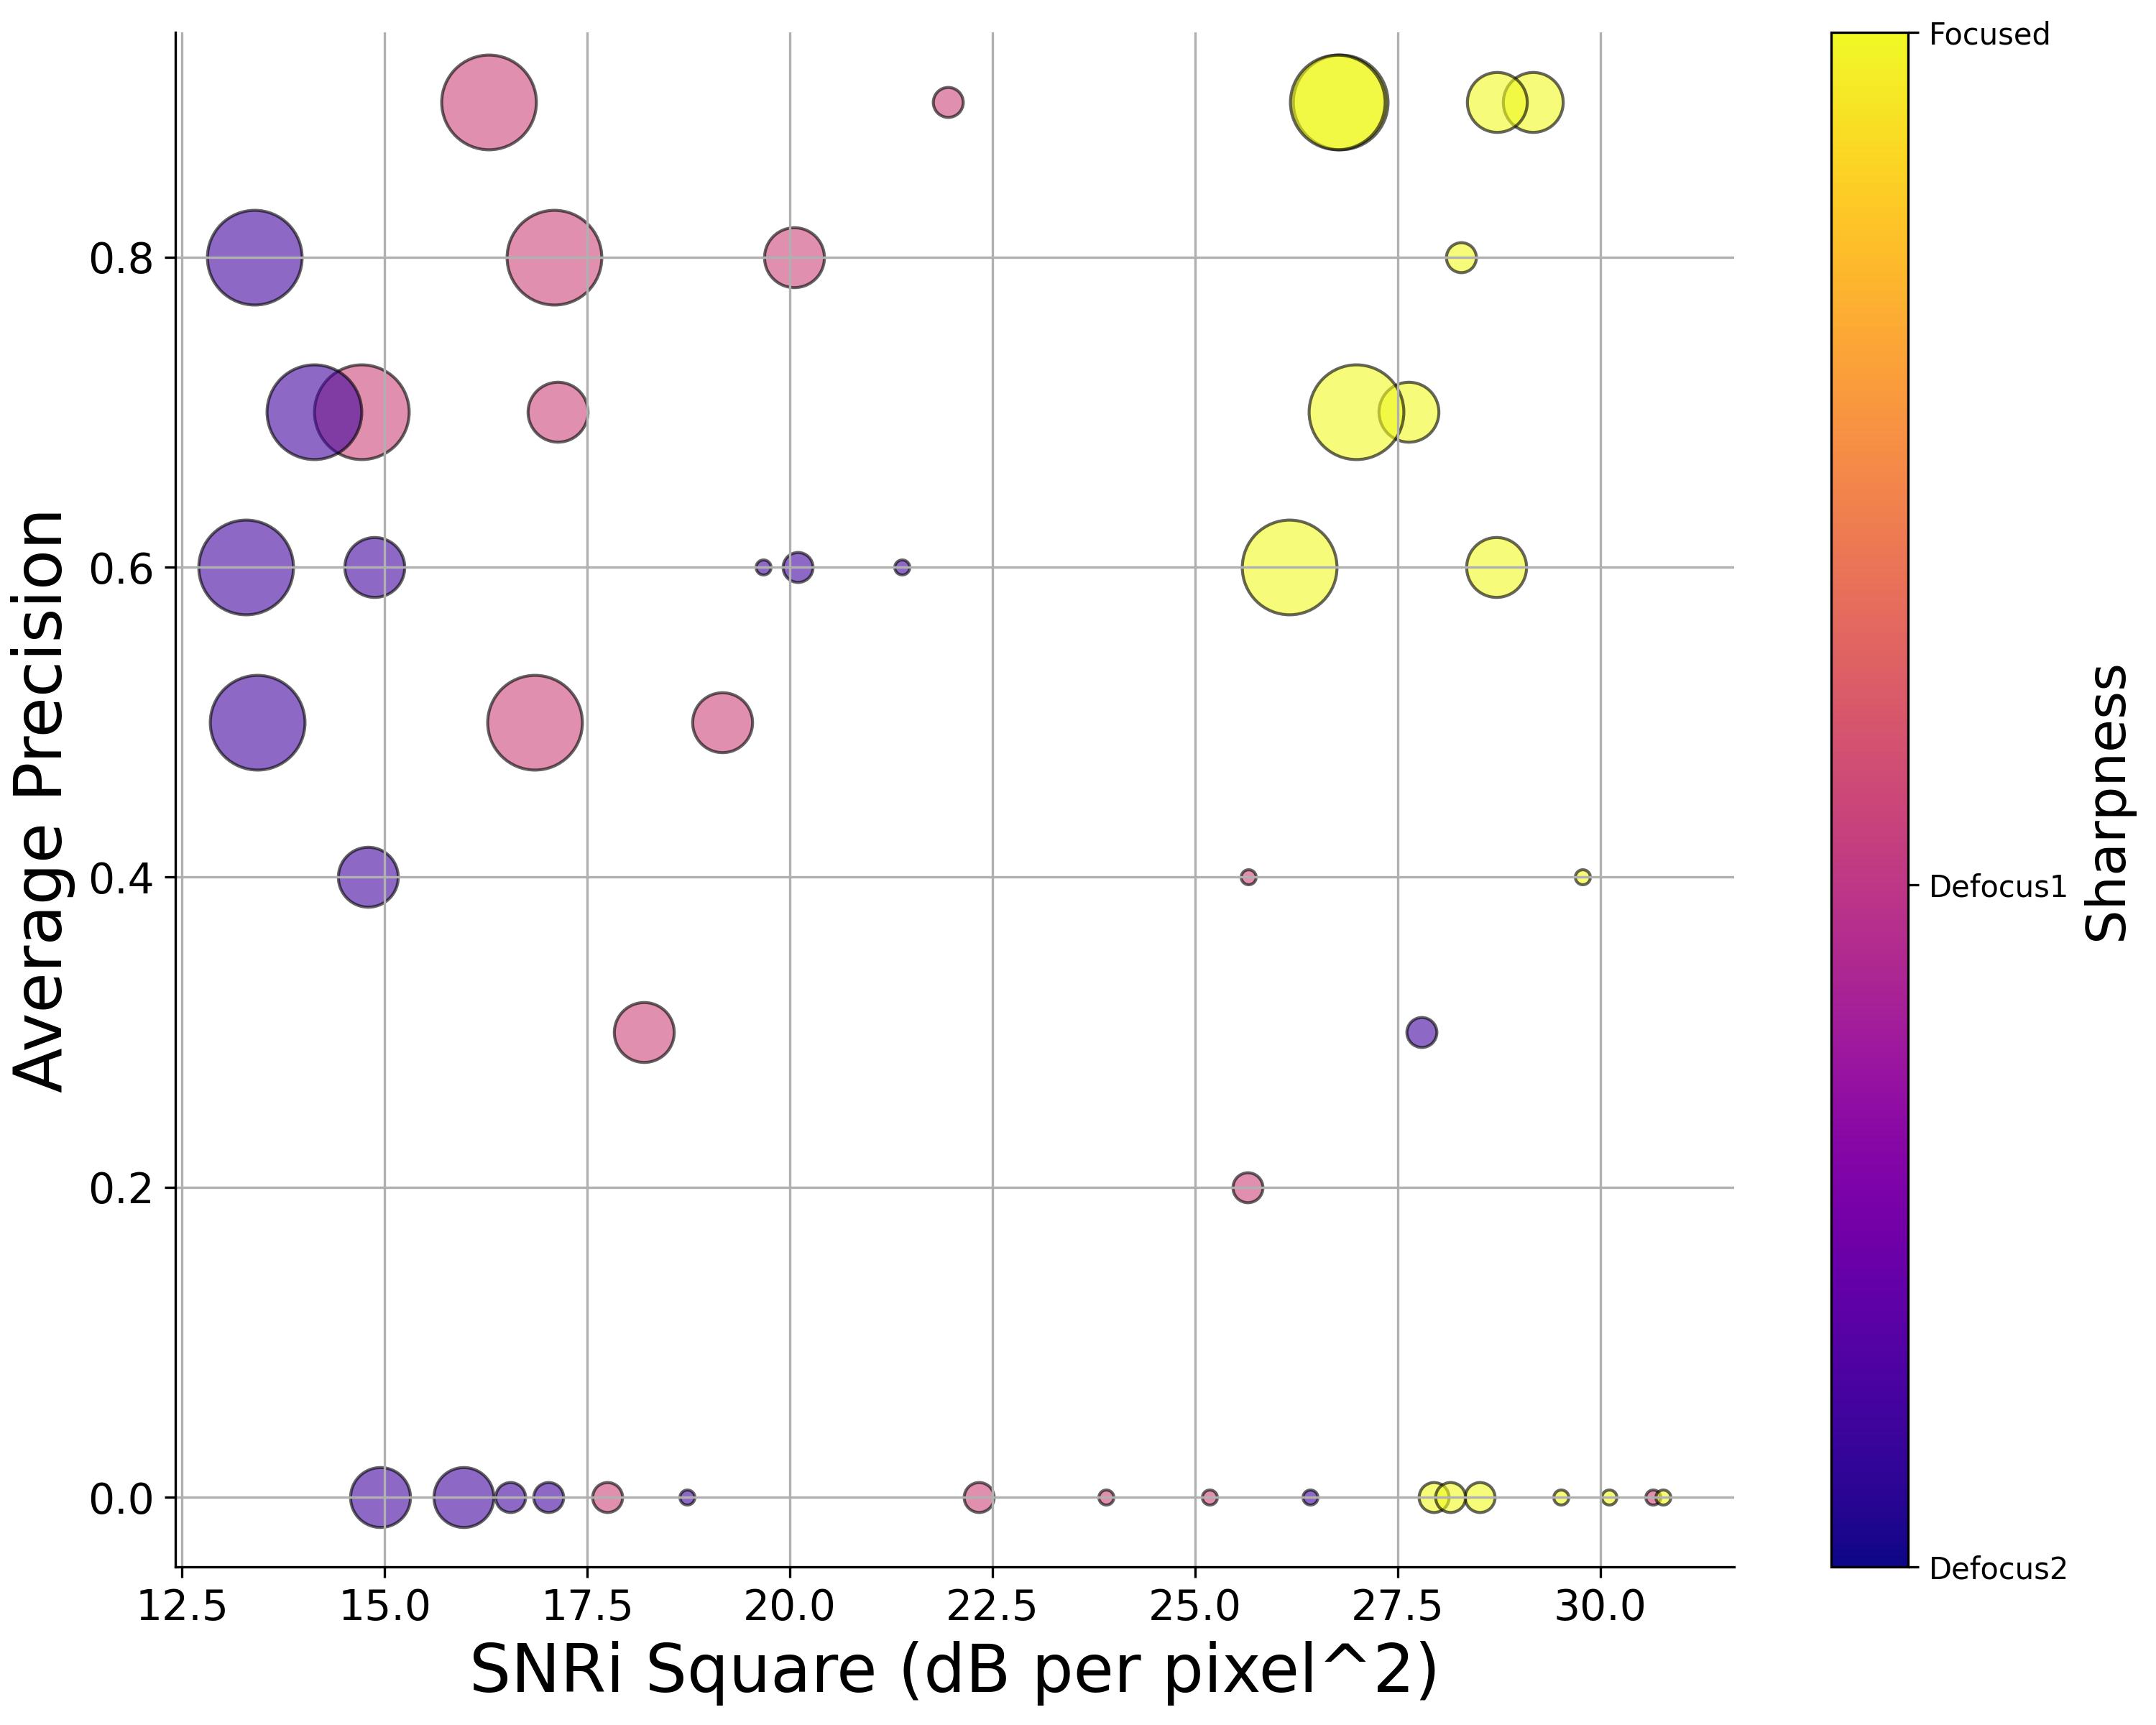 Average Precision
0.8
0.6
0.4
0.2
0.0
12.5 15.0 17.5 20.0 22.5 25.0 27.5 30.0
SNRi Square (dB per pixel^2)
Focused
Defocus1
Defocus2
Sharpness